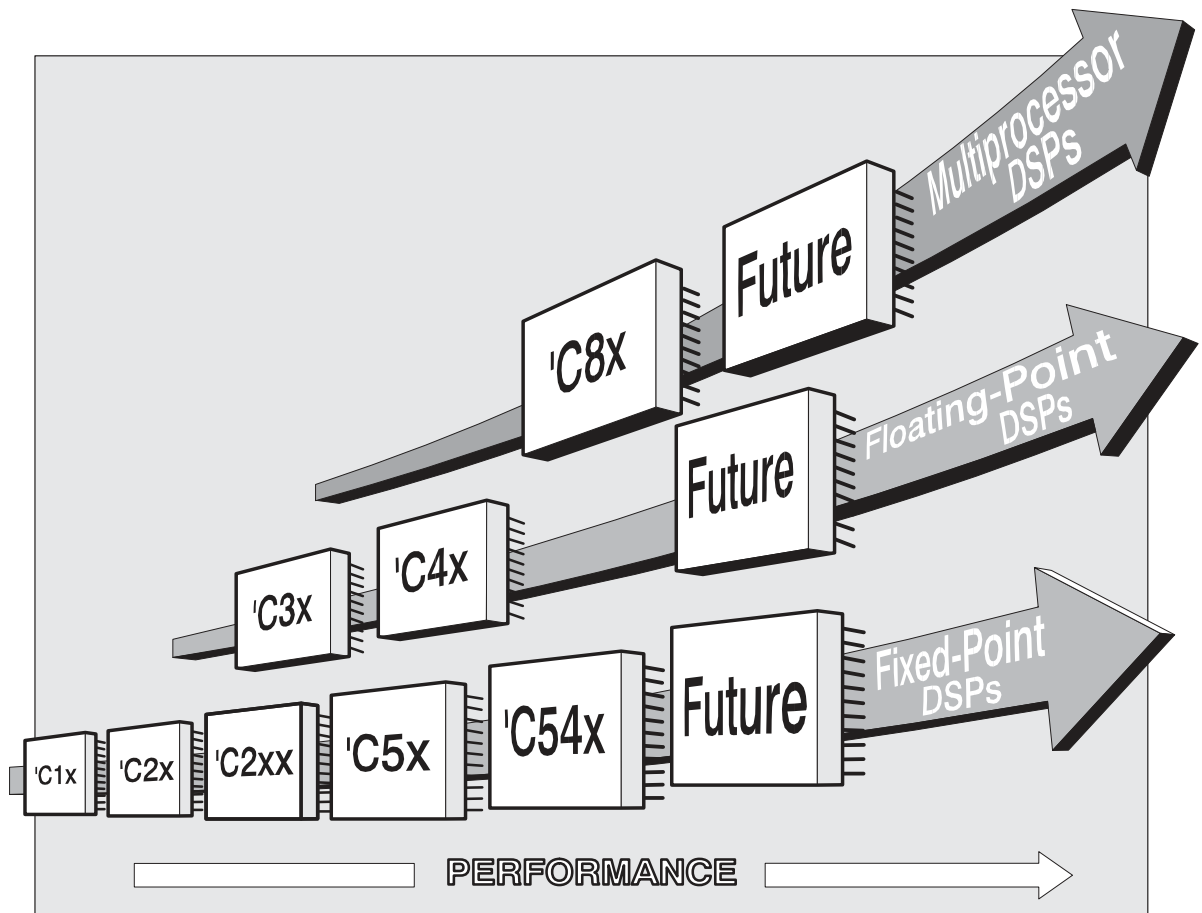 Multiprocessor
DSPs
Future
'C8x
Floating-Point
DSPs
Future
'C4x
'C3x
Fixed-Point
DSPs
'C1x
'C2x
'C2xx
'C5x
'C54x
Future
PERFORMANCE